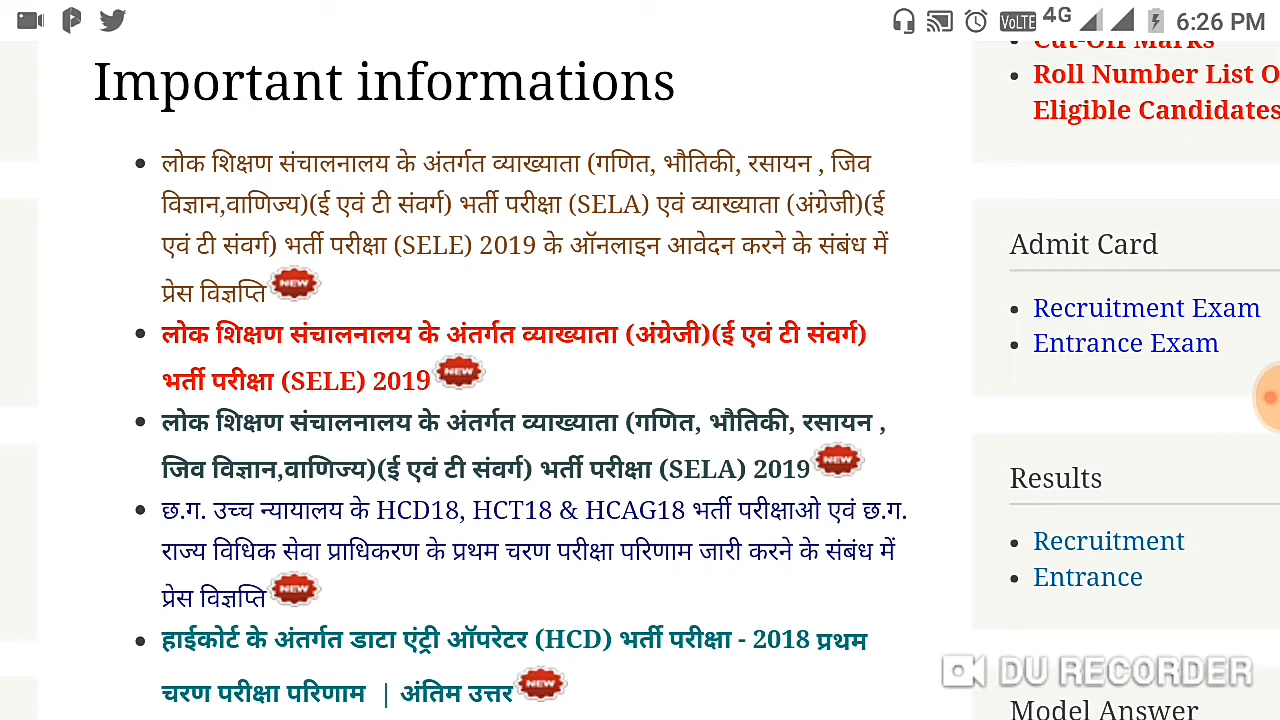 VoLTE 4G 6:26 PM
Important informations
लोक शिक्षण संचालनालय के अंतर्गत व्याख्याता (गणित, भौतिकी, रसायन , जिव
विज्ञान,वाणिज्य)(ई एवं टी संवर्ग) भर्ती परीक्षा (SELA) एवं व्याख्याता (अंग्रेजी)(ई
एवं टी संवर्ग) भर्ती परीक्षा (SELE) 2019 के ऑनलाइन आवेदन करने के संबंध में
प्रेस विज्ञप्ति NEW
लोक शिक्षण संचालनालय के अंतर्गत व्याख्याता (अंग्रेजी)(ई एवं टी संवर्ग)
भर्ती परीक्षा (SELE) 2019 NEW
लोक शिक्षण संचालनालय के अंतर्गत व्याख्याता (गणित, भौतिकी, रसायन ,
जिव विज्ञान,वाणिज्य)(ई एवं टी संवर्ग) भर्ती परीक्षा (SELA) 2019 NEW
छ.ग. उच्च न्यायालय के HCD18, HCT18 & HCAG18 भर्ती परीक्षाओ एवं छ.ग.
राज्य विधिक सेवा प्राधिकरण के प्रथम चरण परीक्षा परिणाम जारी करने के संबंध में
प्रेस विज्ञप्ति NEW
हाईकोर्ट के अंतर्गत डाटा एंट्री ऑपरेटर (HCD) भर्ती परीक्षा - 2018 प्रथम
चरण परीक्षा परिणाम | अंतिम उत्तर NEW
Cut-Off Marks
Roll Number List O
Eligible Candidates
Admit Card
Recruitment Exam
Entrance Exam
Results
Recruitment
Entrance
DU RECORDER
Model Answer